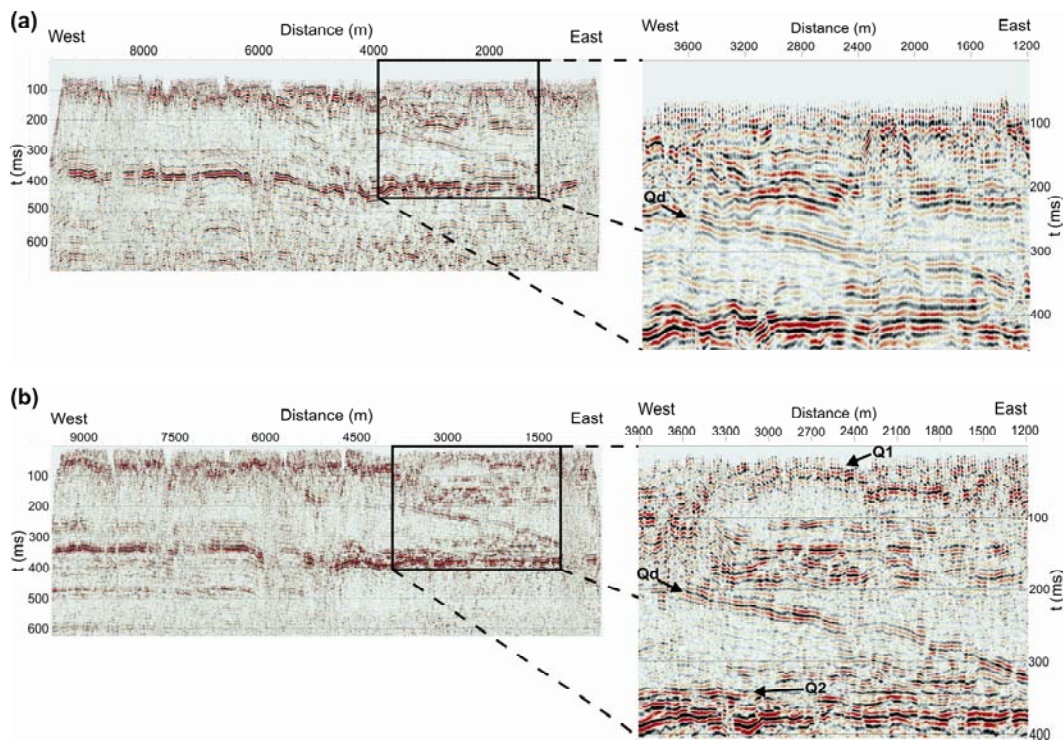 (a)
West Distance (m) East
8000 6000 4000 2000
100
200
300
400
500
600
t (ms)
West Distance (m) East
3600 3200 2800 2400 2000 1600 1200
100
200
300
400
t (ms)
Qd
(b)
West Distance (m) East
9000 7500 6000 4500 3000 1500
100
200
300
400
500
600
t (ms)
West Distance (m) East
3900 3600 3300 3000 2700 2400 2100 1800 1500 1200
Q1
100
Qd
200
300
Q2
400
t (ms)